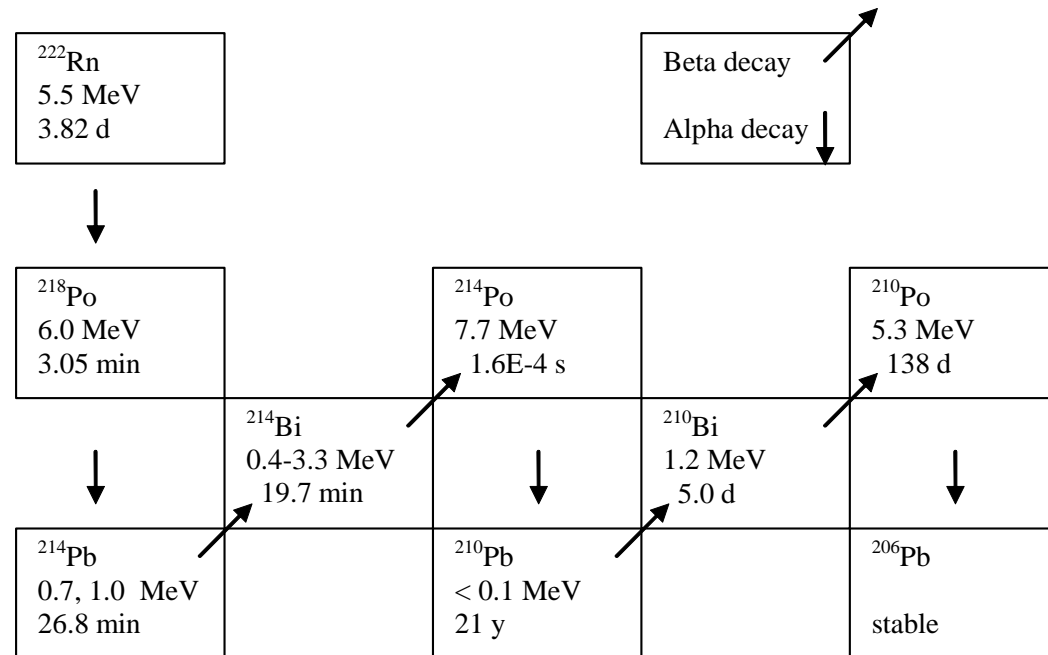 ²²²Rn
5.5 MeV
3.82 d
Beta decay
Alpha decay
²¹⁸Po
6.0 MeV
3.05 min
²¹⁴Po
7.7 MeV
1.6E-4 s
²¹⁰Po
5.3 MeV
138 d
²¹⁴Bi
0.4-3.3 MeV
19.7 min
²¹⁰Bi
1.2 MeV
5.0 d
²¹⁴Pb
0.7, 1.0 MeV
26.8 min
²¹⁰Pb
< 0.1 MeV
21 y
²⁰⁶Pb
stable